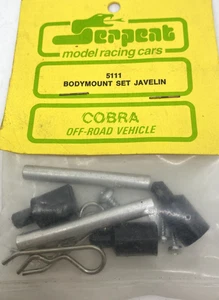 Serpent
model racing cars
5111
BODYMOUNT SET JAVELIN
COBRA
OFF-ROAD VEHICLE